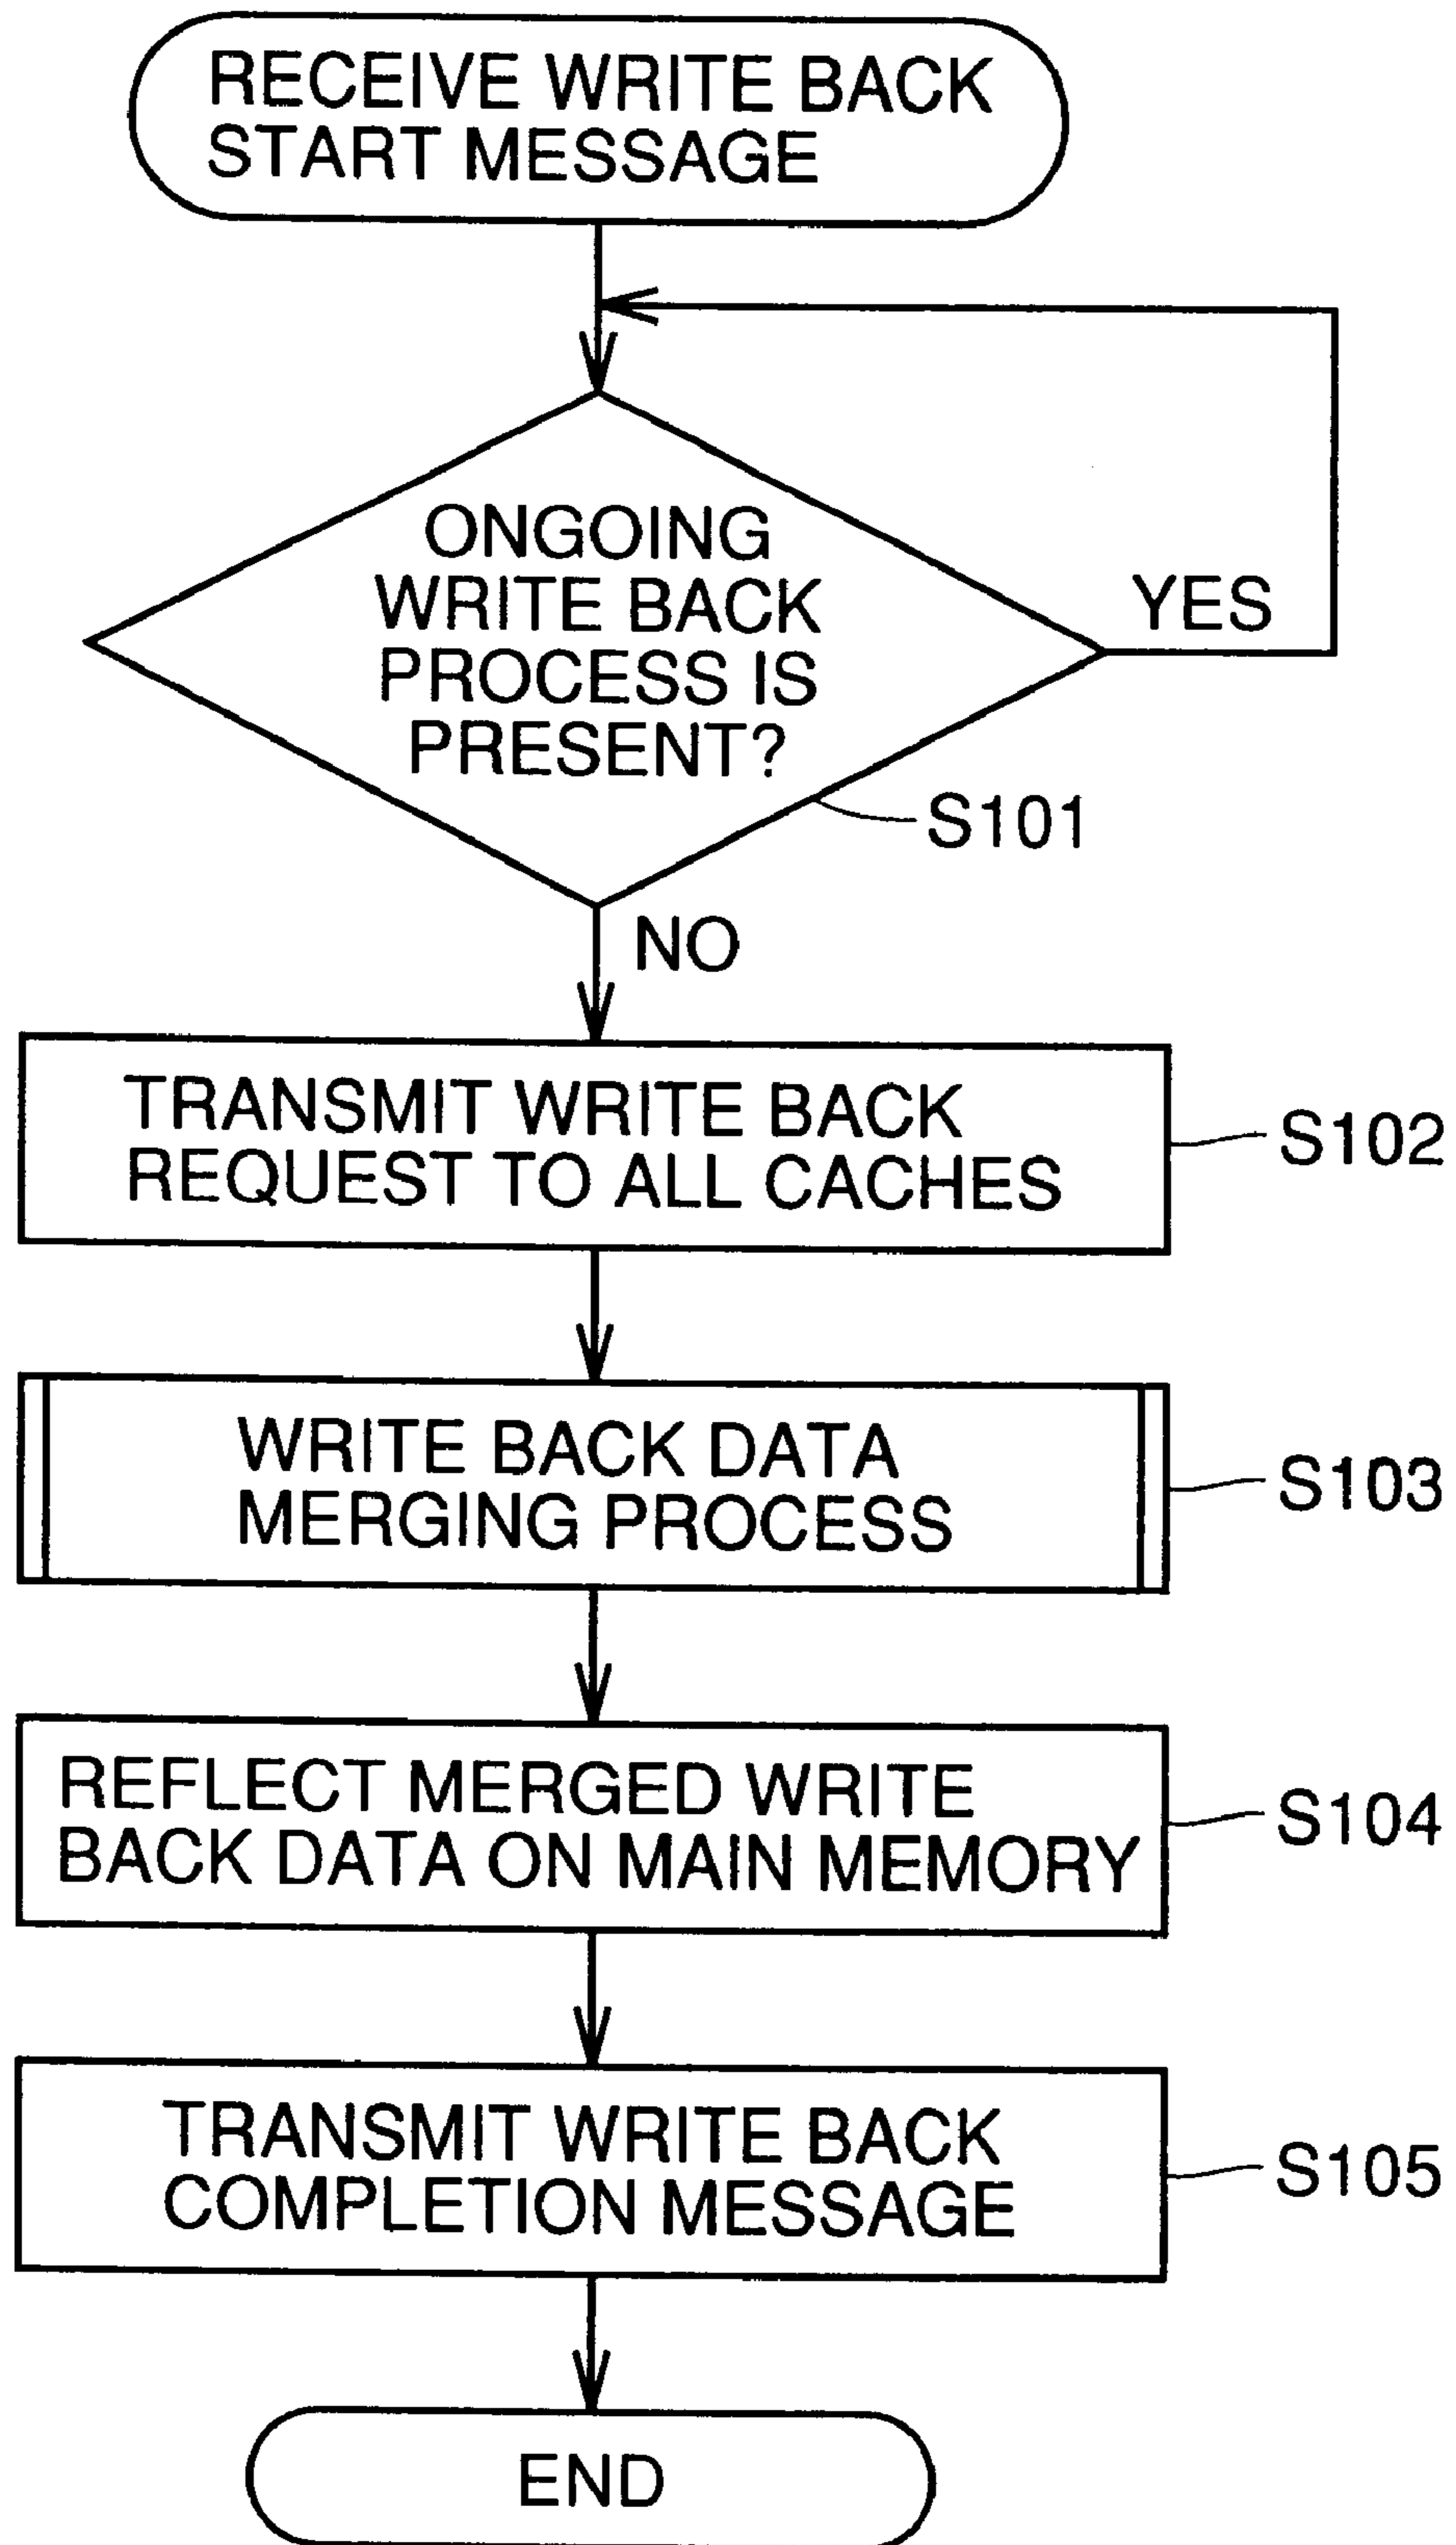 RECEIVE WRITE BACK
START MESSAGE
ONGOING
WRITE BACK
PROCESS IS
PRESENT?
YES
S101
NO
TRANSMIT WRITE BACK
REQUEST TO ALL CACHES
S102
WRITE BACK DATA
MERGING PROCESS
S103
REFLECT MERGED WRITE
BACK DATA ON MAIN MEMORY
S104
TRANSMIT WRITE BACK
COMPLETION MESSAGE
S105
END